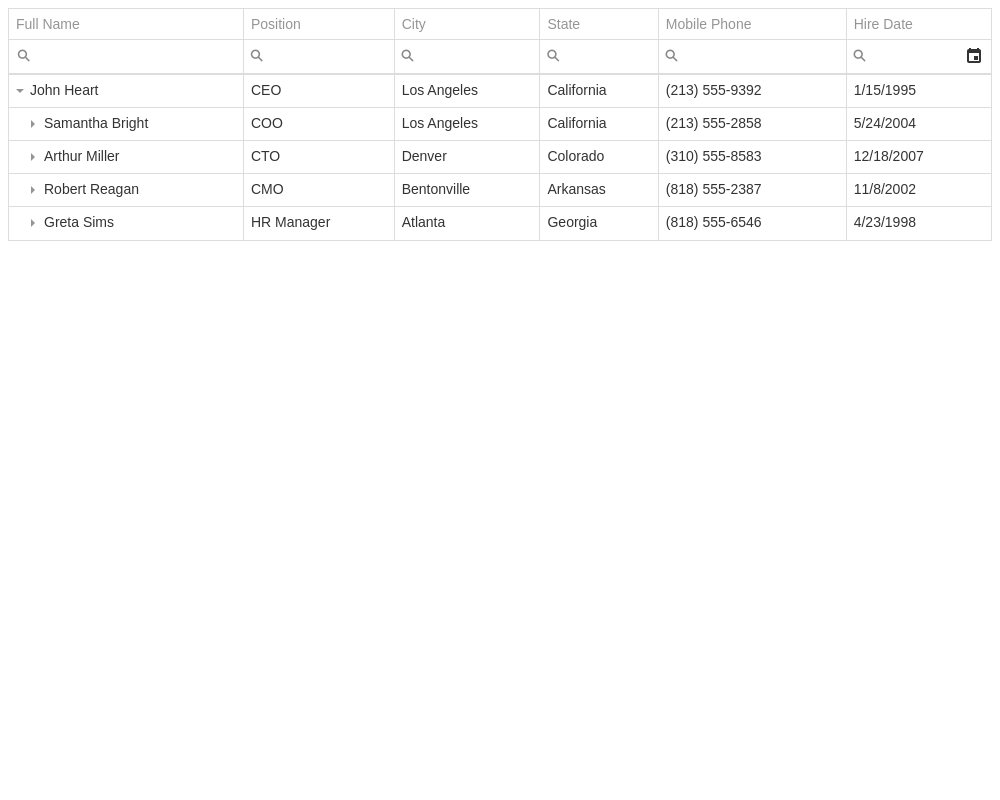 Full Name Position City State Mobile Phone Hire Date
John Heart CEO Los Angeles California (213) 555-9392 1/15/1995
Samantha Bright COO Los Angeles California (213) 555-2858 5/24/2004
Arthur Miller CTO Denver Colorado (310) 555-8583 12/18/2007
Robert Reagan CMO Bentonville Arkansas (818) 555-2387 11/8/2002
Greta Sims HR Manager Atlanta Georgia (818) 555-6546 4/23/1998